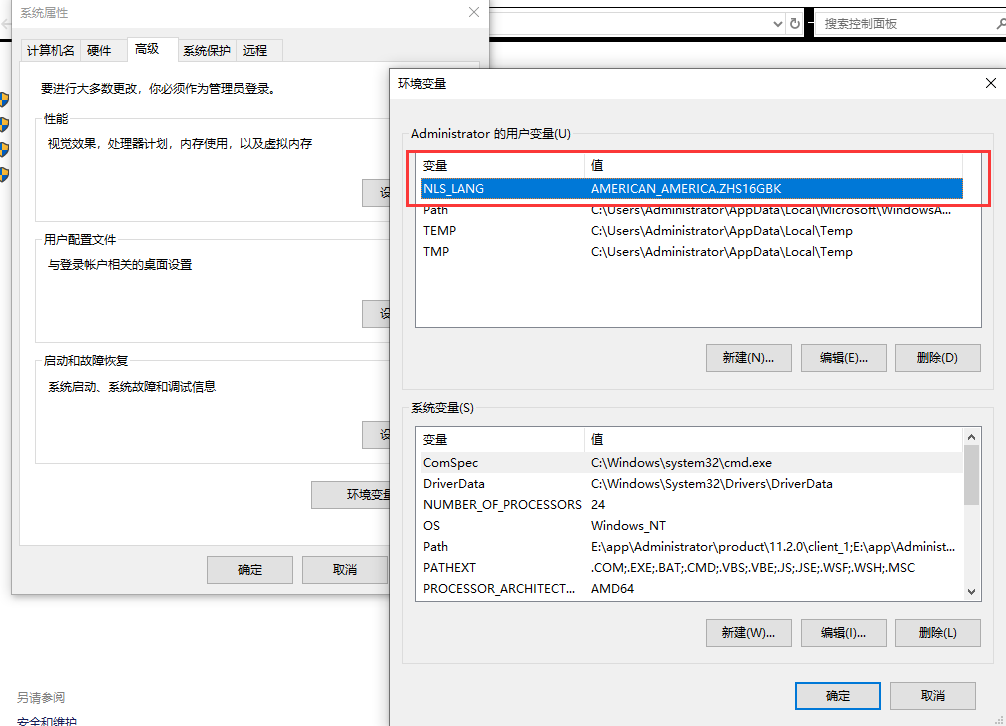 系统属性
搜索控制面板
计算机名 硬件 高级 系统保护 远程
要进行大多数更改，你必须作为管理员登录。
性能
视觉效果，处理器计划，内存使用，以及虚拟内存
用户配置文件
与登录帐户相关的桌面设置
启动和故障恢复
系统启动、系统故障和调试信息
环境变量
确定 取消
另请参阅
安全和维护
环境变量
Administrator 的用户变量(U)
变量 值
NLS_LANG AMERICAN_AMERICA.ZHS16GBK
Path C:\Users\Administrator\AppData\Local\Microsoft\WindowsA...
TEMP C:\Users\Administrator\AppData\Local\Temp
TMP C:\Users\Administrator\AppData\Local\Temp
新建(N)... 编辑(E)... 删除(D)
系统变量(S)
变量 值
ComSpec C:\Windows\system32\cmd.exe
DriverData C:\Windows\System32\Drivers\DriverData
NUMBER_OF_PROCESSORS 24
OS Windows_NT
Path E:\app\Administrator\product\11.2.0\client_1;E:\app\Administ...
PATHEXT .COM;.EXE;.BAT;.CMD;.VBS;.VBE;.JS;.JSE;.WSF;.WSH;.MSC
PROCESSOR_ARCHITECT... AMD64
新建(W)... 编辑(I)... 删除(L)
确定 取消